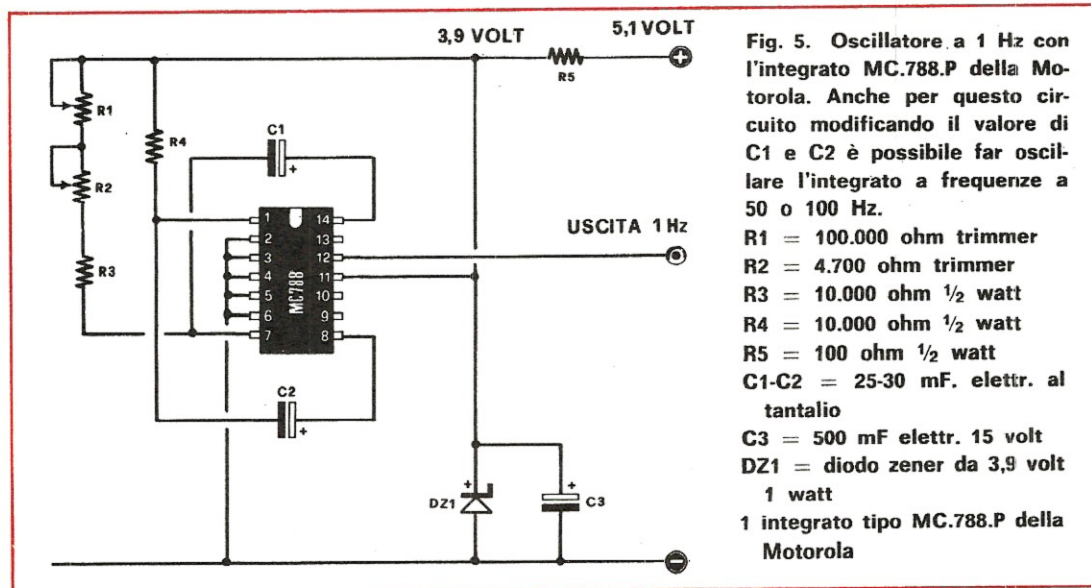 3,9 VOLT
5,1 VOLT
R5
R1
R4
C1
R2
R3
MC788
1
2
3
4
5
6
7
14
13
12
11
10
9
8
USCITA 1 Hz
C2
DZ1
C3
Fig. 5. Oscillatore a 1 Hz con
l'integrato MC.788.P della Mo-
torola. Anche per questo cir-
cuito modificando il valore di
C1 e C2 è possibile far oscil-
lare l'integrato a frequenze a
50 o 100 Hz.
R1 = 100.000 ohm trimmer
R2 = 4.700 ohm trimmer
R3 = 10.000 ohm ½ watt
R4 = 10.000 ohm ½ watt
R5 = 100 ohm ½ watt
C1-C2 = 25-30 mF. elettr. al
tantalio
C3 = 500 mF elettr. 15 volt
DZ1 = diodo zener da 3,9 volt
1 watt
1 integrato tipo MC.788.P della
Motorola